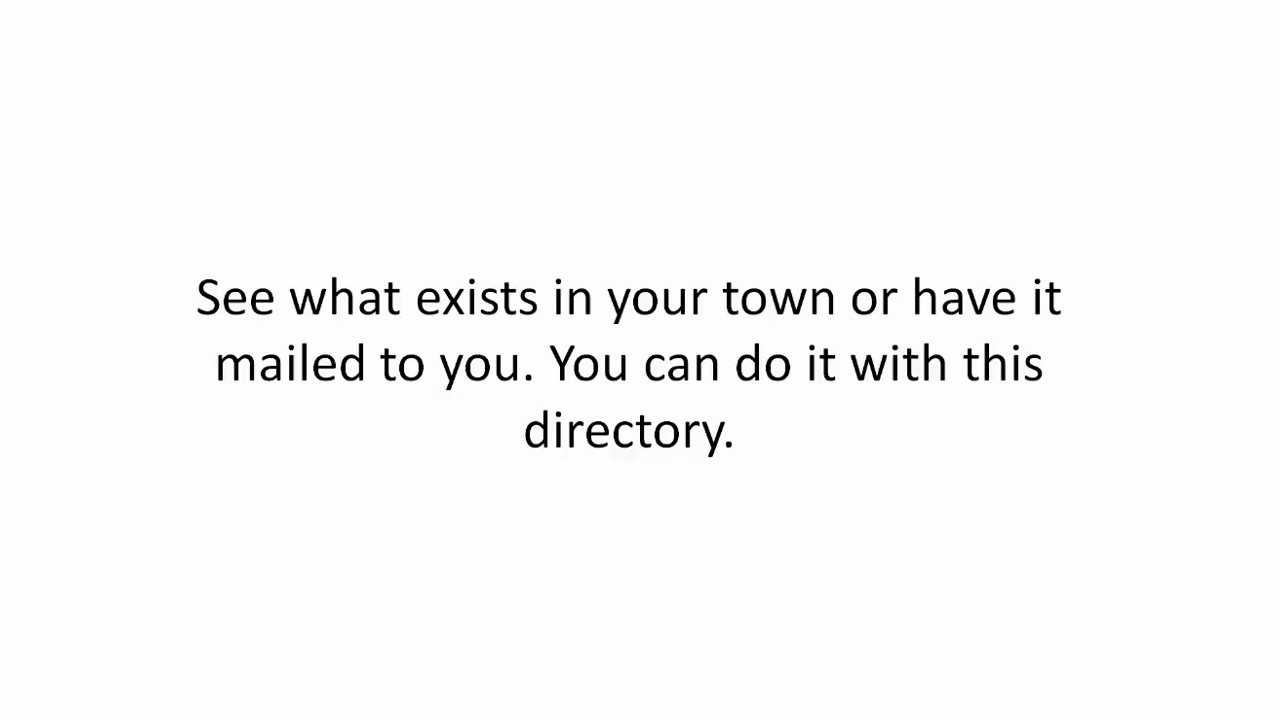 See what exists in your town or have it
mailed to you. You can do it with this
directory.